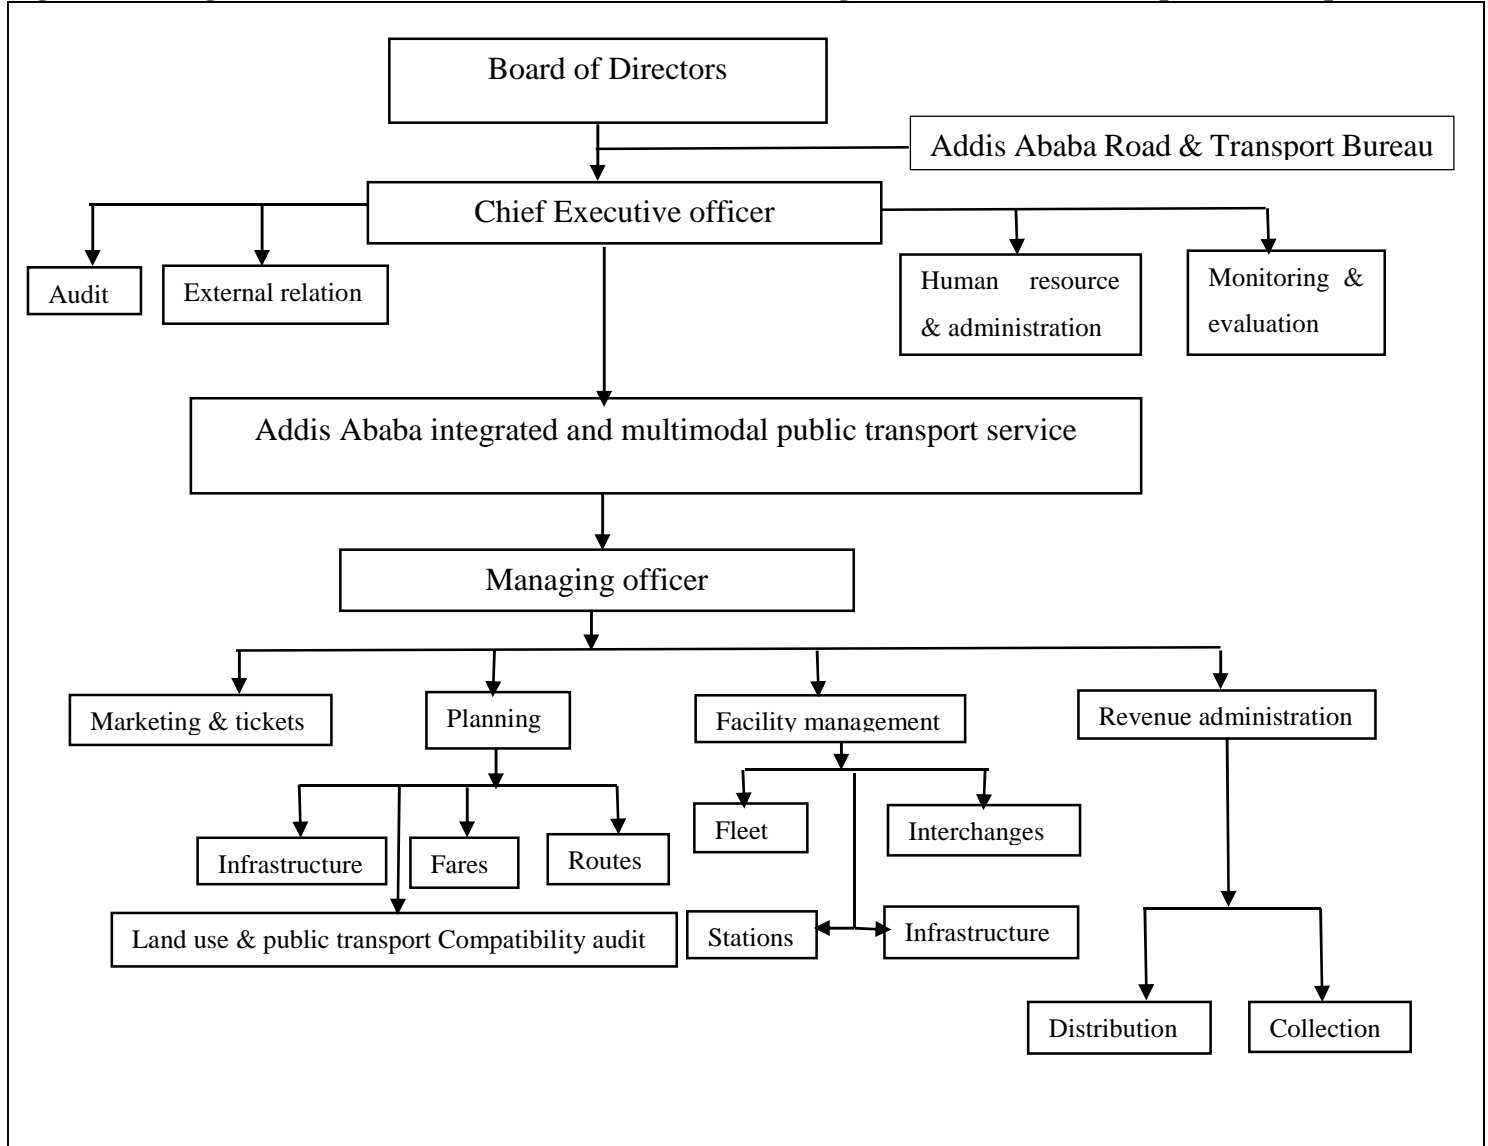 Board of Directors
Addis Ababa Road & Transport Bureau
Chief Executive officer
Audit
External relation
Human resource
& administration
Monitoring &
evaluation
Addis Ababa integrated and multimodal public transport service
Managing officer
Marketing & tickets
Planning
Facility management
Revenue administration
Infrastructure
Fares
Routes
Fleet
Interchanges
Land use & public transport Compatibility audit
Stations
Infrastructure
Distribution
Collection